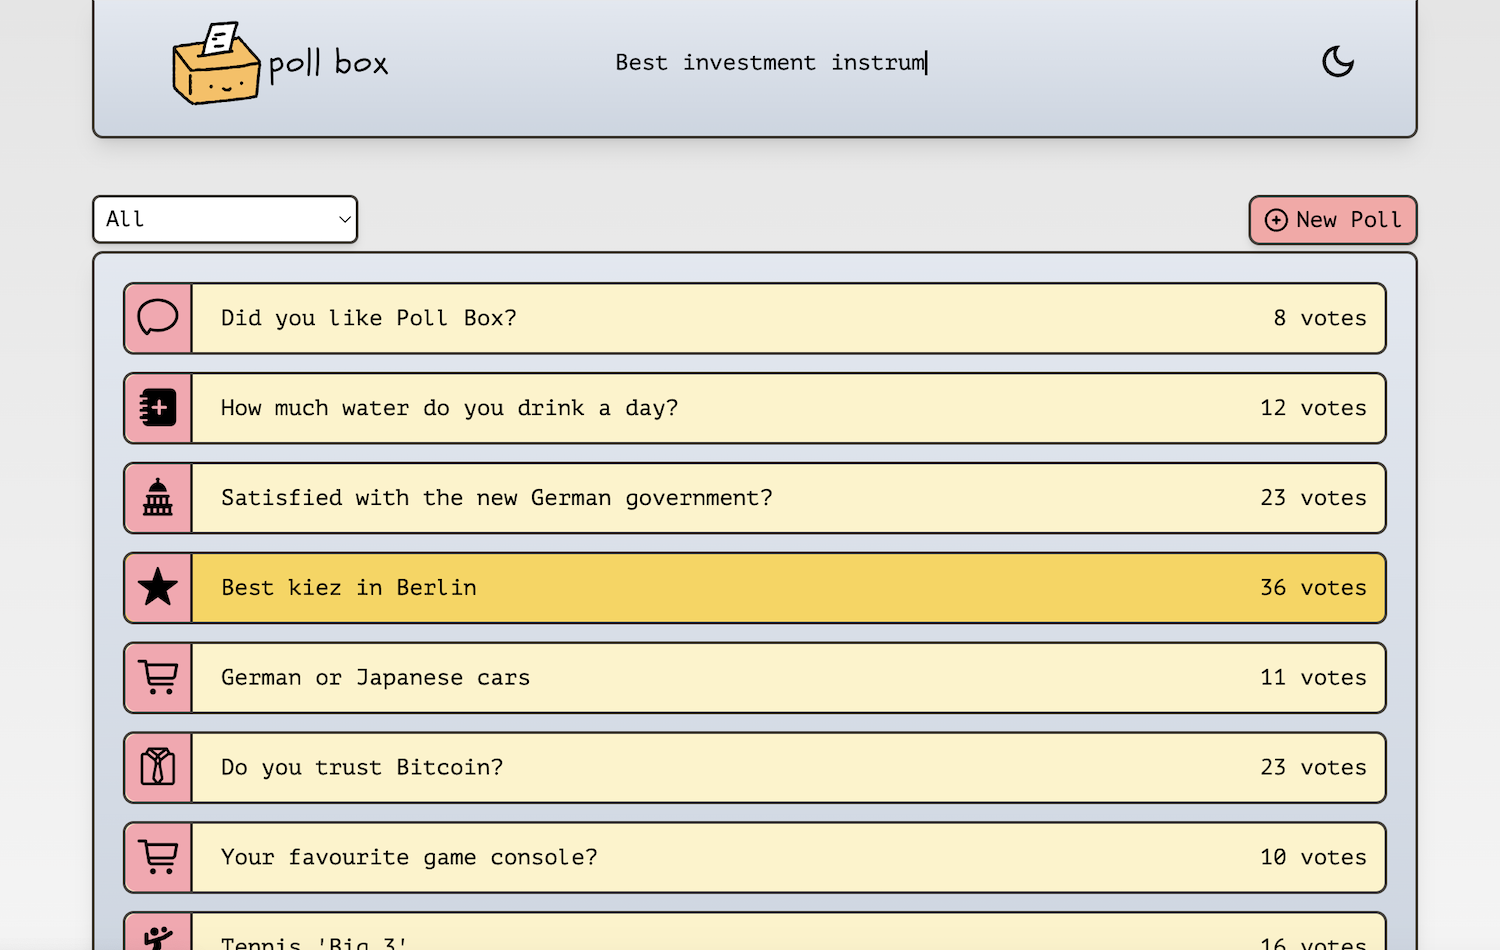 poll box
Best investment instrum
All
New Poll
Did you like Poll Box? 8 votes
How much water do you drink a day? 12 votes
Satisfied with the new German government? 23 votes
Best kiez in Berlin 36 votes
German or Japanese cars 11 votes
Do you trust Bitcoin? 23 votes
Your favourite game console? 10 votes
Tennis 'Big 3' 16 votes